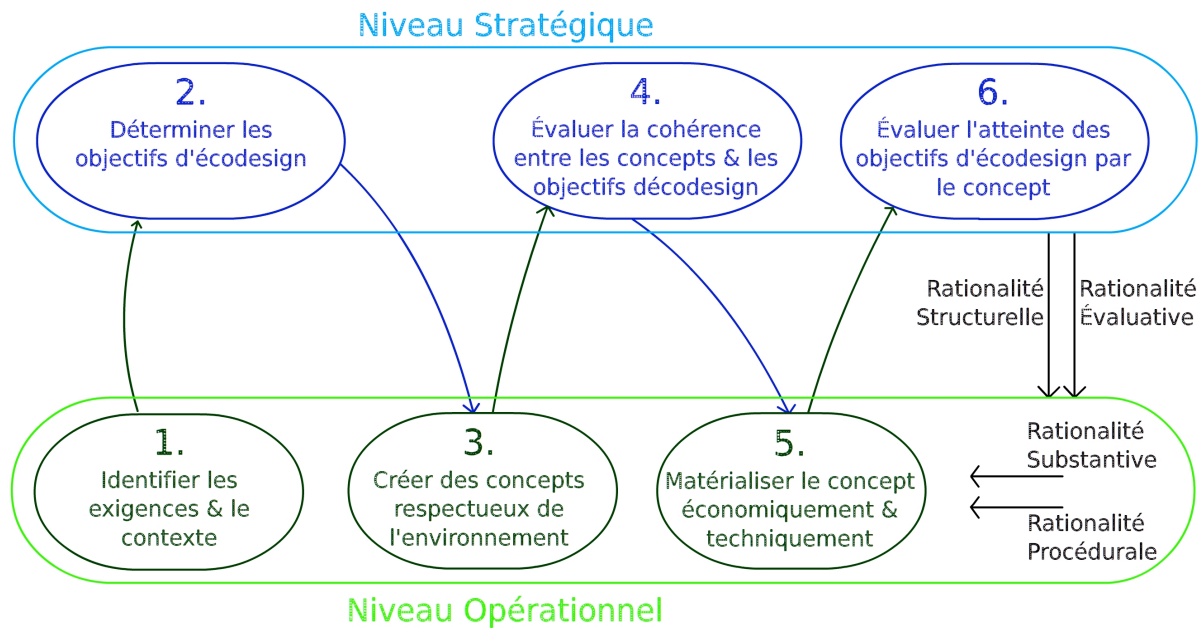 Niveau Stratégique
2.
Déterminer les
objectifs d'écodesign
4.
Évaluer la cohérence
entre les concepts & les
objectifs décodesign
6.
Évaluer l'atteinte des
objectifs d'écodesign par
le concept
Rationalité
Structurelle
Rationalité
Évaluative
1.
Identifier les
exigences & le
contexte
3.
Créer des concepts
respectueux de
l'environnement
5.
Matérialiser le concept
économiquement &
techniquement
Rationalité
Substantive
Rationalité
Procédurale
Niveau Opérationnel